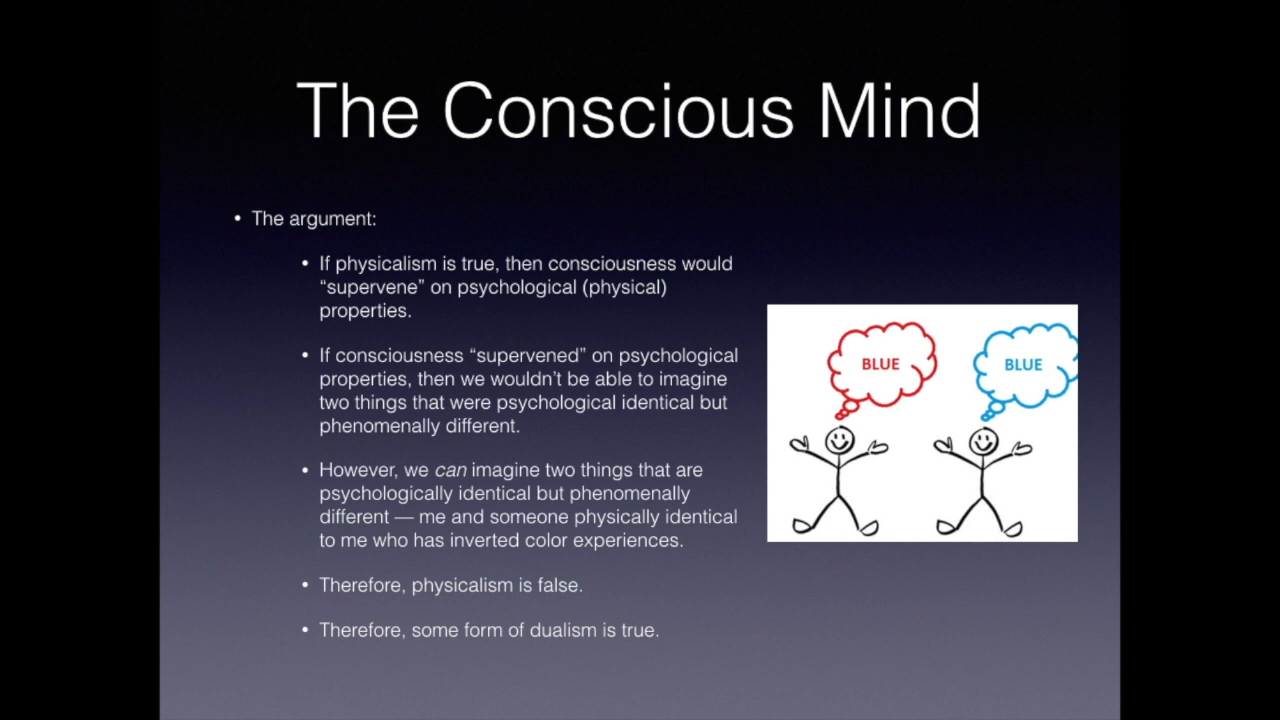 The Conscious Mind
• The argument:
• If physicalism is true, then consciousness would
“supervene” on psychological (physical)
properties.
• If consciousness “supervened” on psychological
properties, then we wouldn’t be able to imagine
two things that were psychological identical but
phenomenally different.
• However, we can imagine two things that are
psychologically identical but phenomenally
different — me and someone physically identical
to me who has inverted color experiences.
• Therefore, physicalism is false.
• Therefore, some form of dualism is true.
BLUE
BLUE